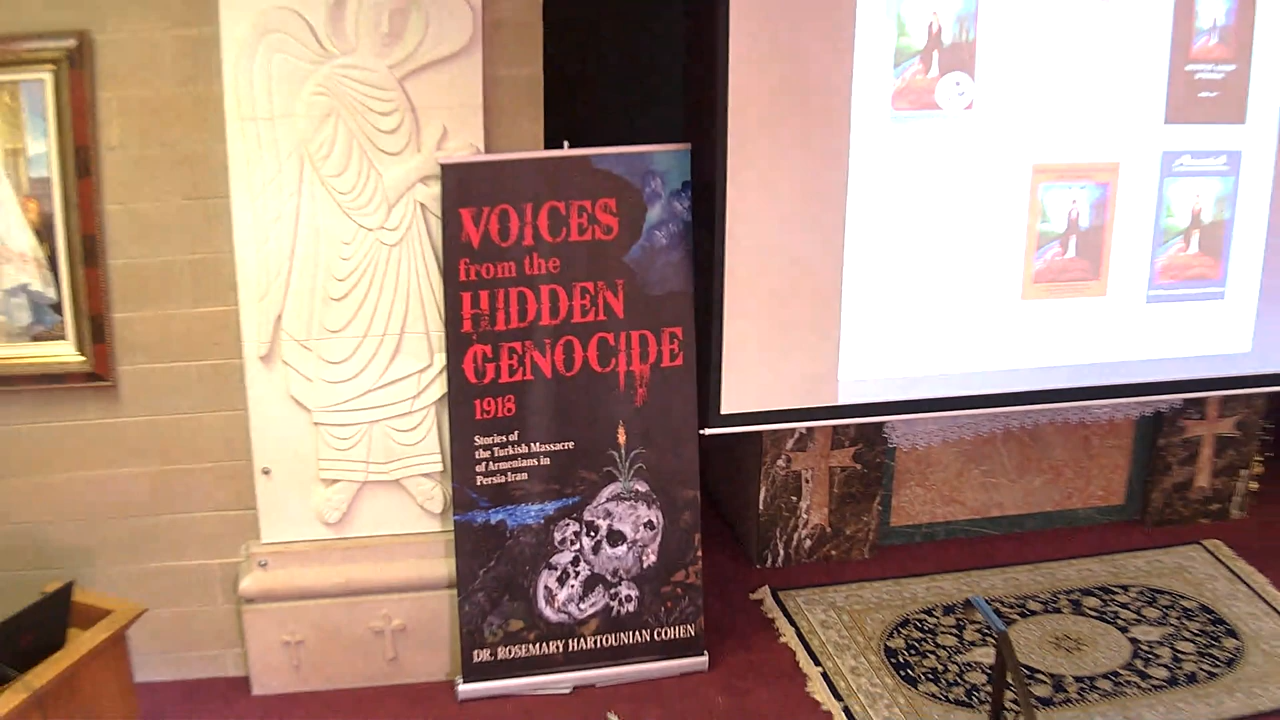 VOICES
from the
HIDDEN
GENOCIDE
1918
Stories of
the Turkish Massacre
of Armenians in
Persia-Iran
DR. ROSEMARY HARTOUNIAN COHEN